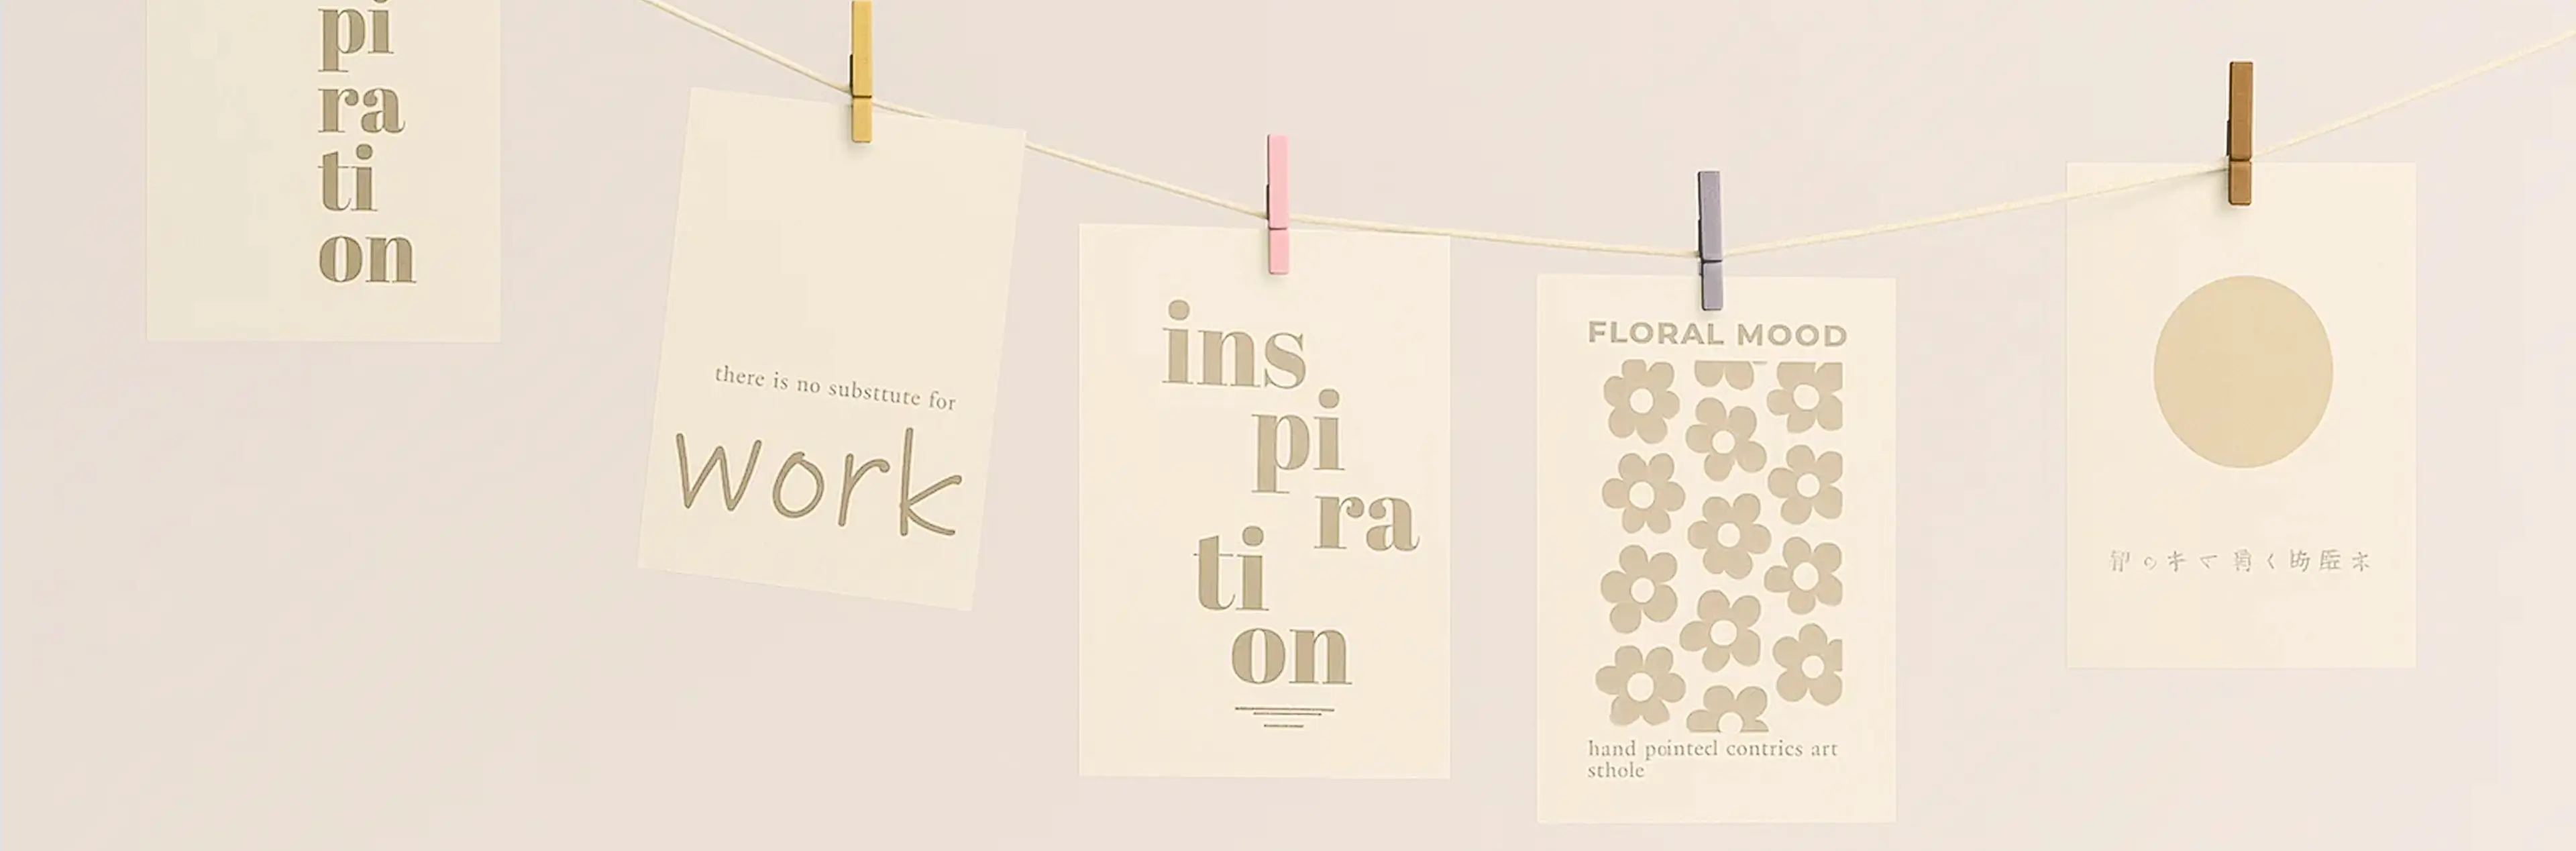 pi
ra
ti
on
there is no substtute for
work
ins
pi
ra
ti
on
FLORAL MOOD
hand pointed contrics art
sthole